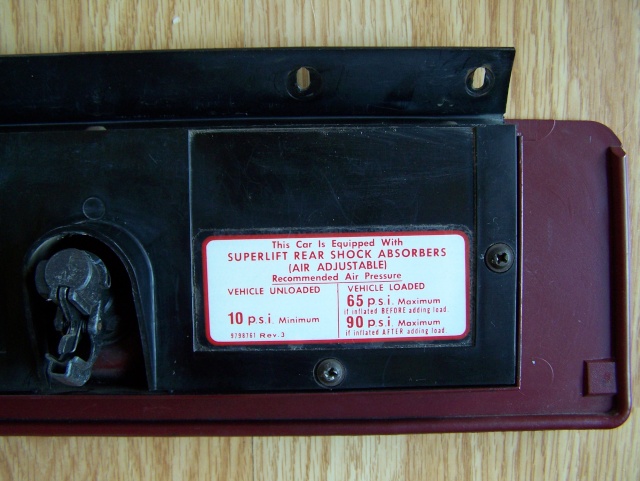 This Car Is Equipped With
SUPERLIFT REAR SHOCK ABSORBERS
(AIR ADJUSTABLE)
Recommended Air Pressure
VEHICLE UNLOADED
10 p.s.i. Minimum
9798761 Rev. 3
VEHICLE LOADED
65 p.s.i. Maximum
if inflated BEFORE adding load.
90 p.s.i. Maximum
if inflated AFTER adding load.